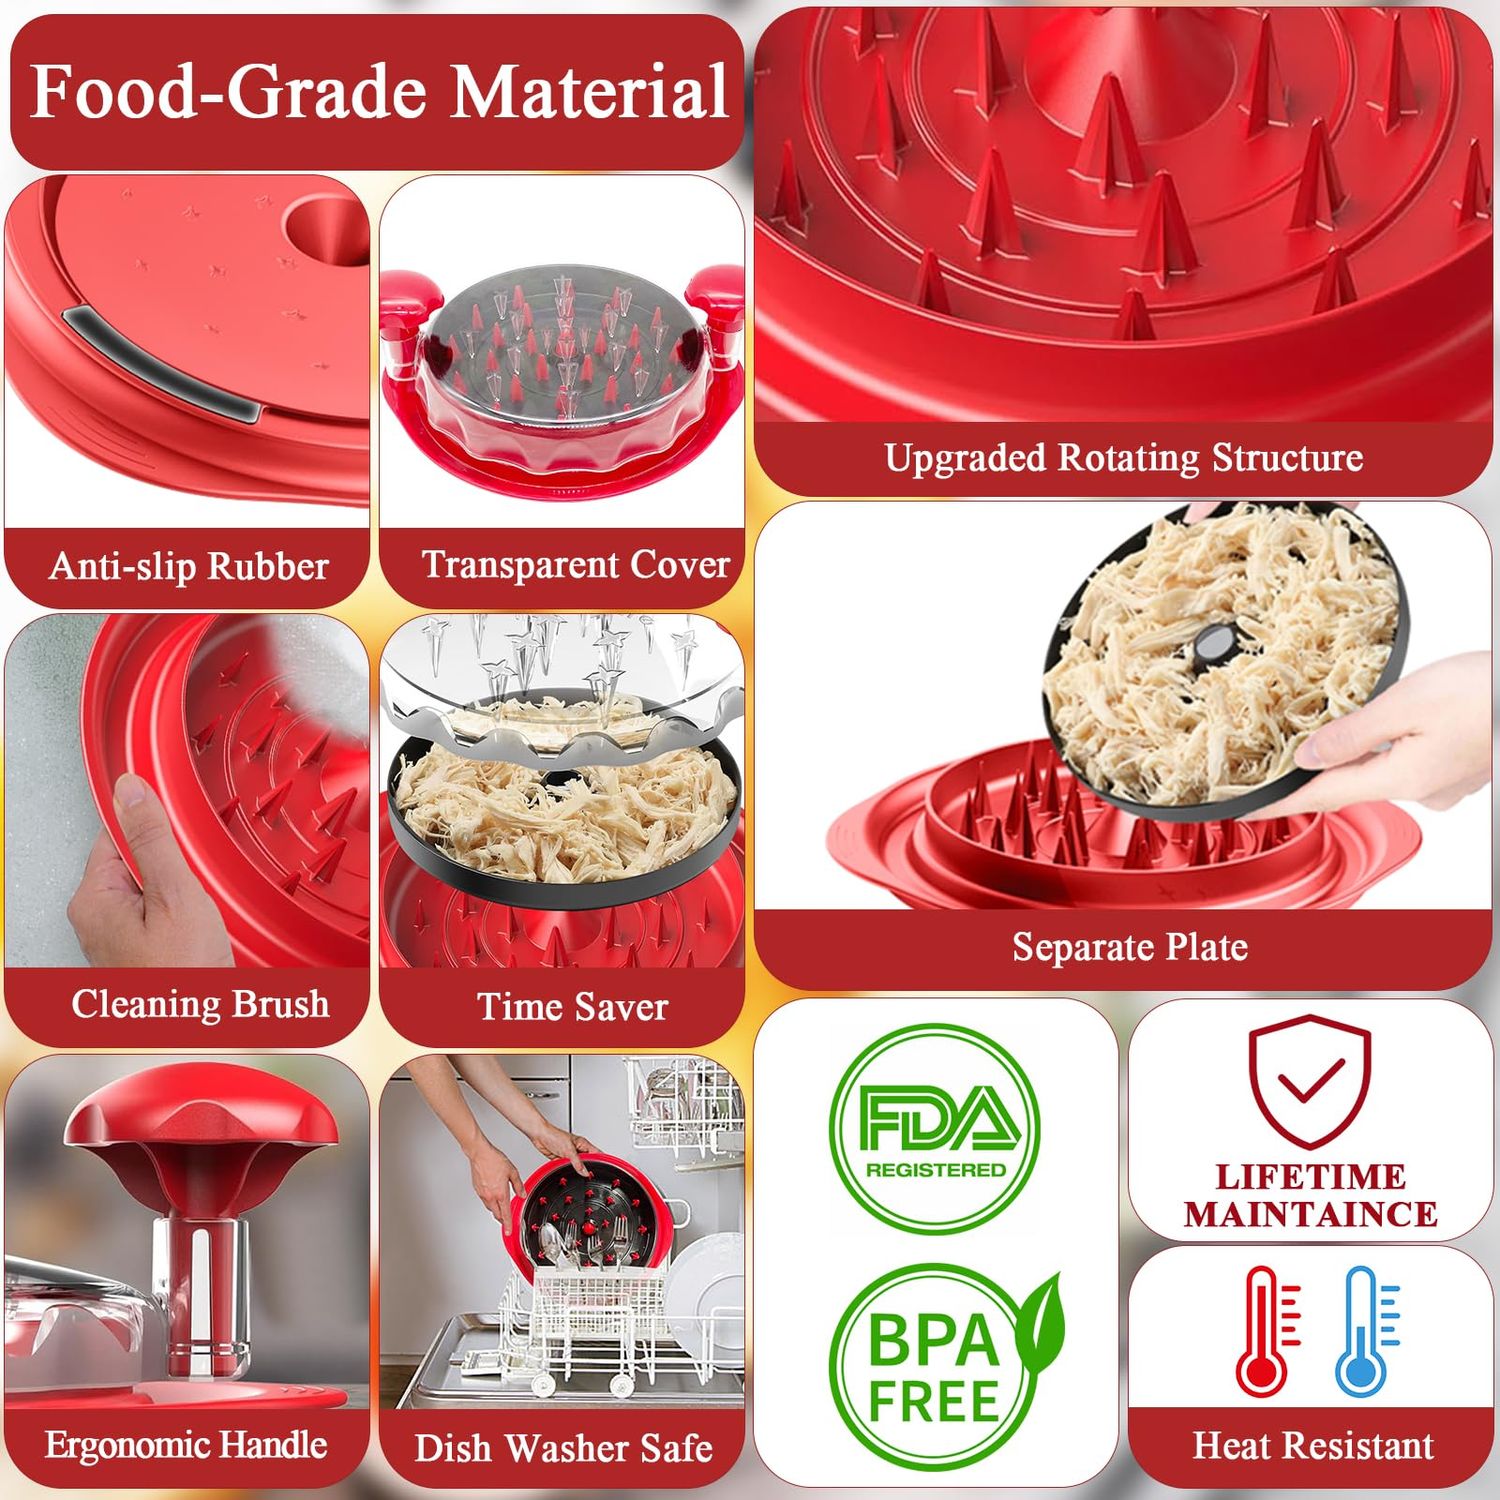 Food-Grade Material
Upgraded Rotating Structure
Anti-slip Rubber
Transparent Cover
Separate Plate
Cleaning Brush
Time Saver
Ergonomic Handle
Dish Washer Safe
FDA
REGISTERED
BPA
FREE
LIFETIME
MAINTAINCE
Heat Resistant